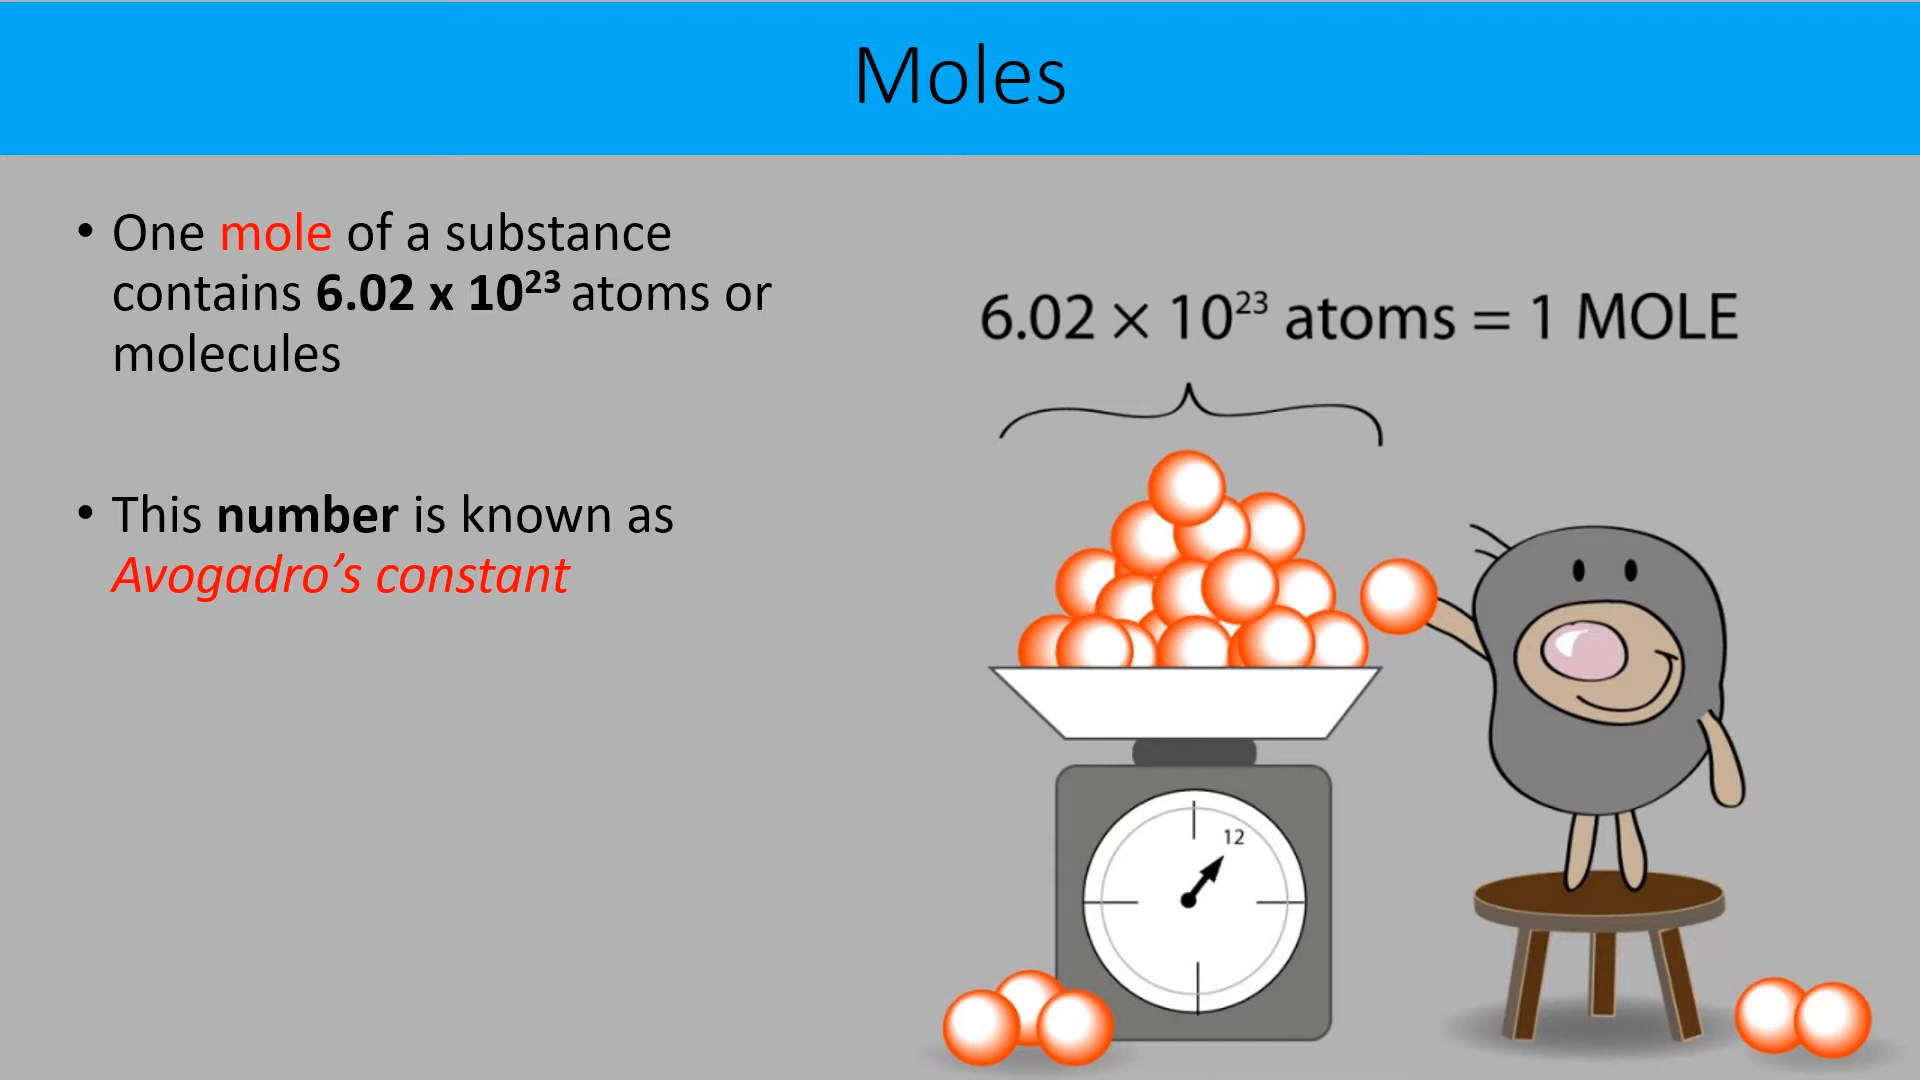 Moles
• One mole of a substance
contains 6.02 x 10²³ atoms or
molecules
• This number is known as
Avogadro’s constant
6.02 × 10²³ atoms = 1 MOLE
12